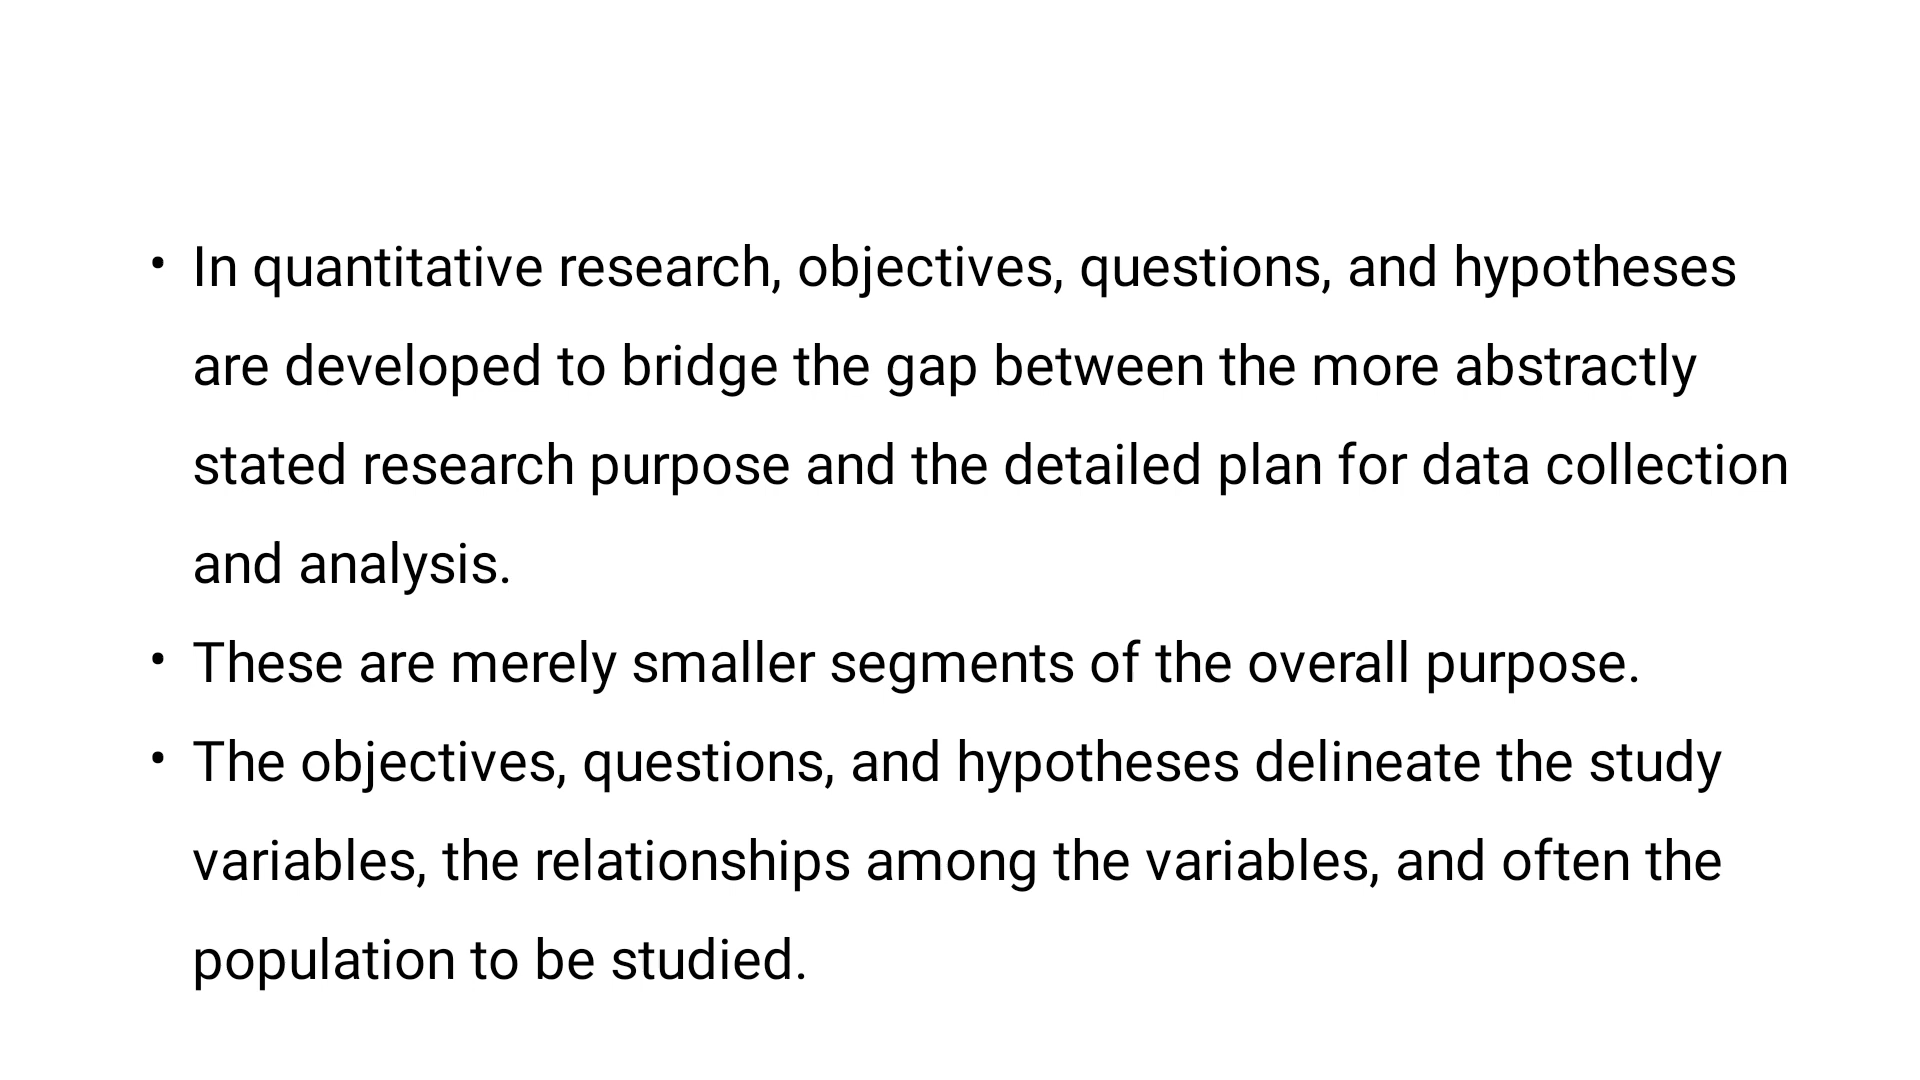 • In quantitative research, objectives, questions, and hypotheses
are developed to bridge the gap between the more abstractly
stated research purpose and the detailed plan for data collection
and analysis.
• These are merely smaller segments of the overall purpose.
• The objectives, questions, and hypotheses delineate the study
variables, the relationships among the variables, and often the
population to be studied.